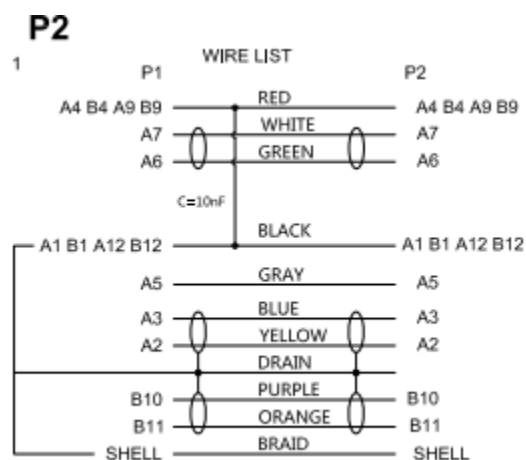 P2
1
WIRE LIST
P1 P2
A4 B4 A9 B9 RED A4 B4 A9 B9
A7 WHITE A7
A6 GREEN A6
C=10nF
A1 B1 A12 B12 BLACK A1 B1 A12 B12
A5 GRAY A5
A3 BLUE A3
A2 YELLOW A2
DRAIN
B10 PURPLE B10
B11 ORANGE B11
SHELL BRAID SHELL